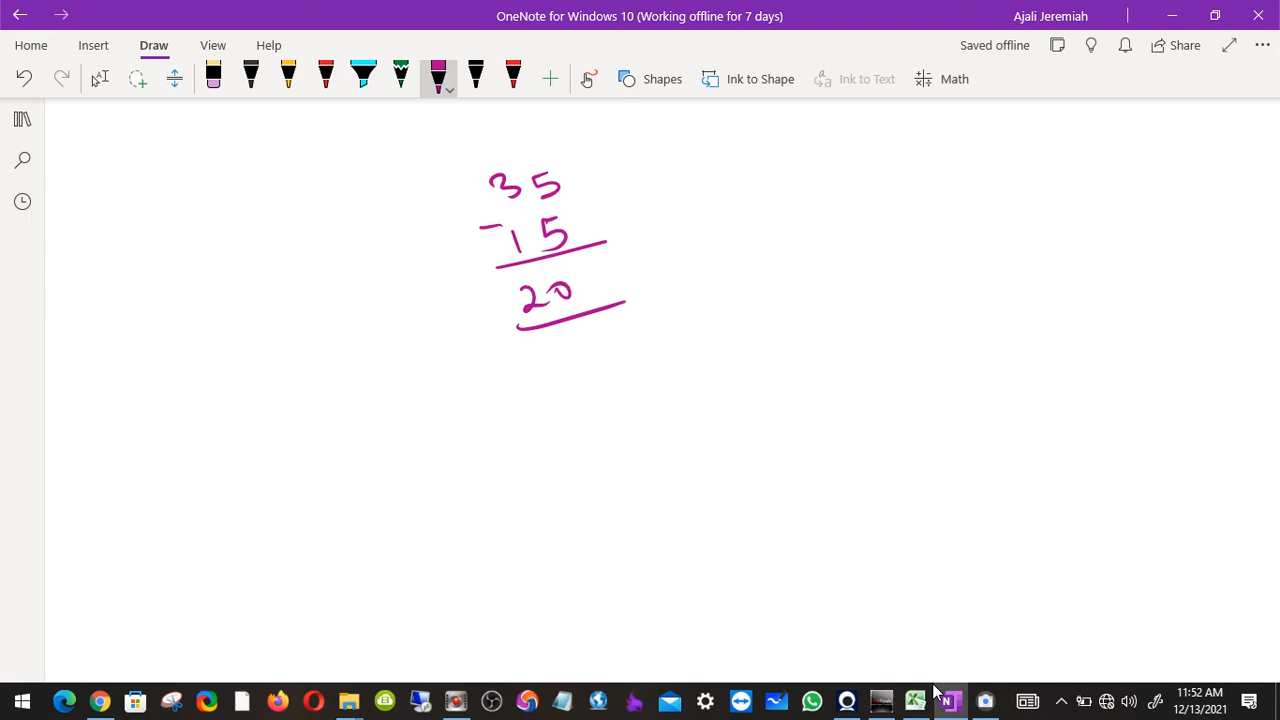 OneNote for Windows 10 (Working offline for 7 days)
Ajali Jeremiah
Home Insert Draw View Help
Saved offline
Share
Shapes
Ink to Shape
Ink to Text
Math
35
-15
20
11:52 AM
12/13/2021